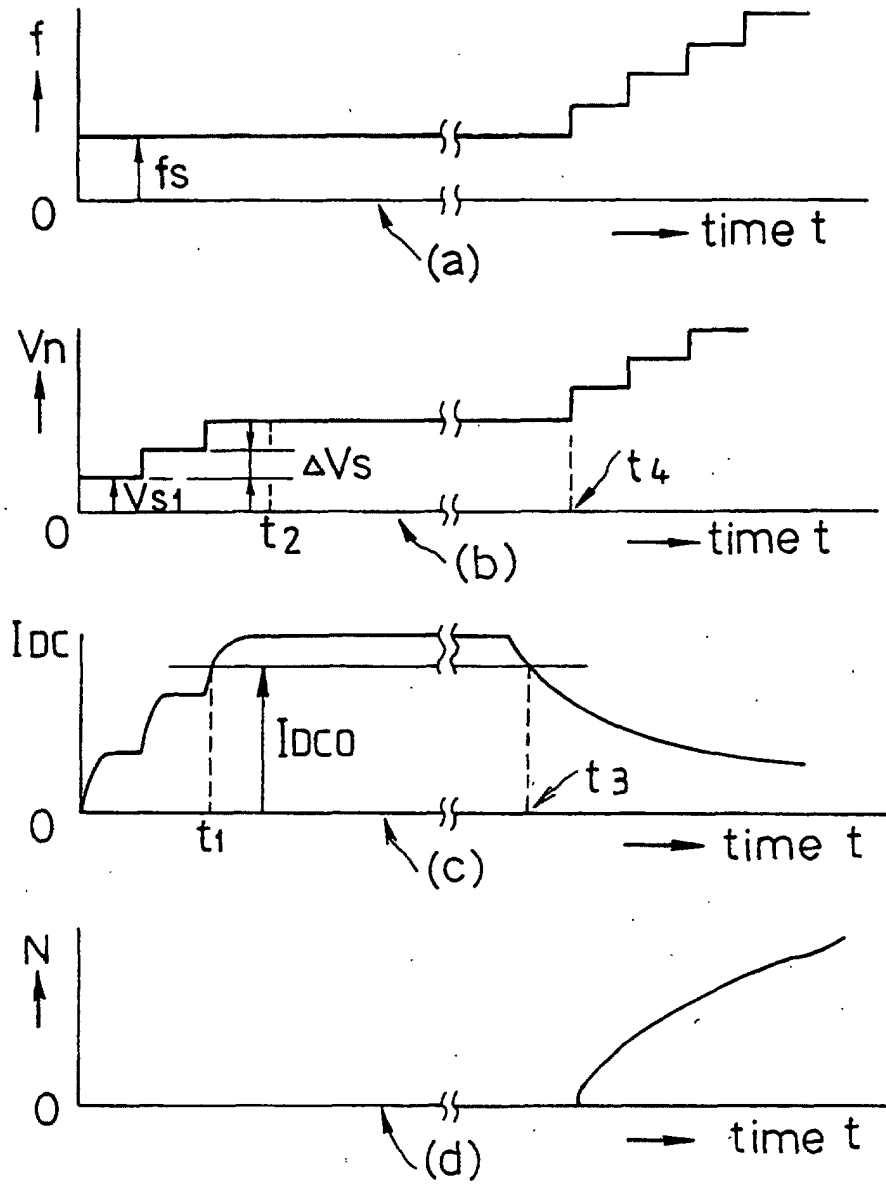 f
fs
0
time t
(a)
Vn
Vs1
ΔVs
t2
t4
0
time t
(b)
IDC
IDCO
t3
0
t1
time t
(c)
N
0
time t
(d)